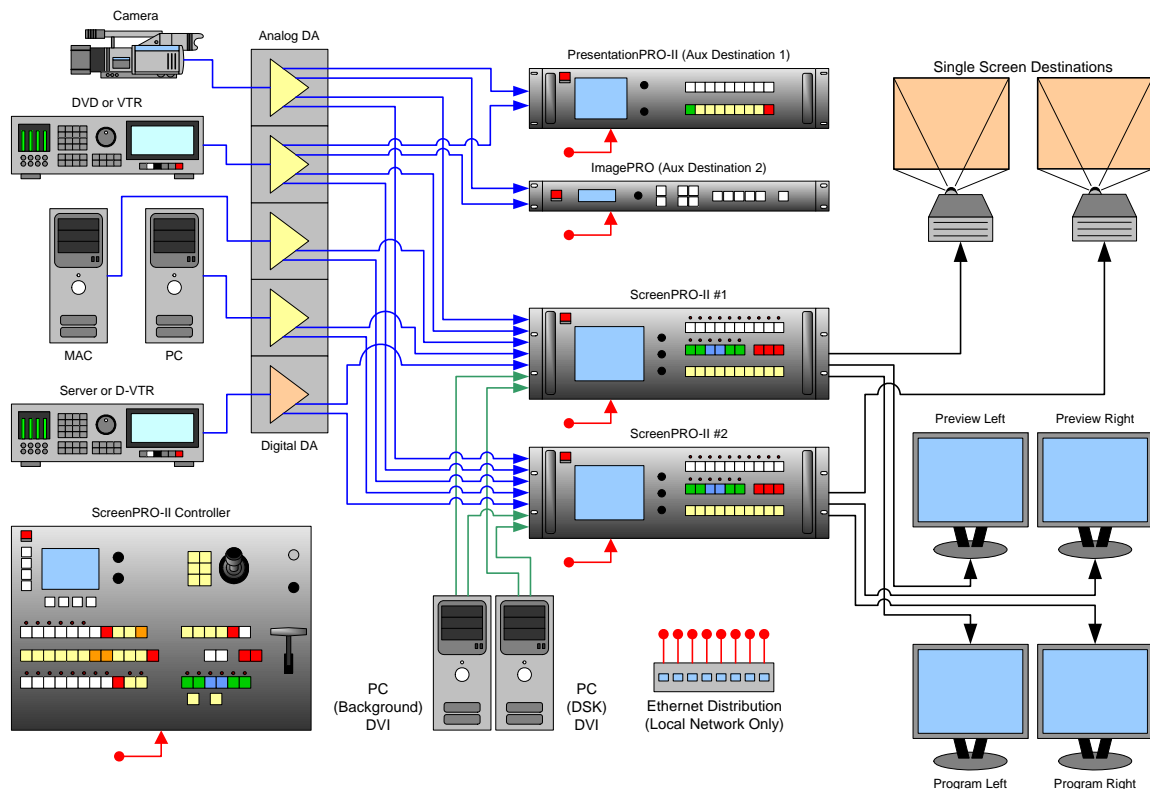 Camera
Analog DA
PresentationPRO-II (Aux Destination 1)
Single Screen Destinations
DVD or VTR
ImagePRO (Aux Destination 2)
ScreenPRO-II #1
MAC
PC
Server or D-VTR
Digital DA
ScreenPRO-II #2
Preview Left
Preview Right
ScreenPRO-II Controller
PC
(Background)
DVI
PC
(DSK)
DVI
Ethernet Distribution
(Local Network Only)
Program Left
Program Right